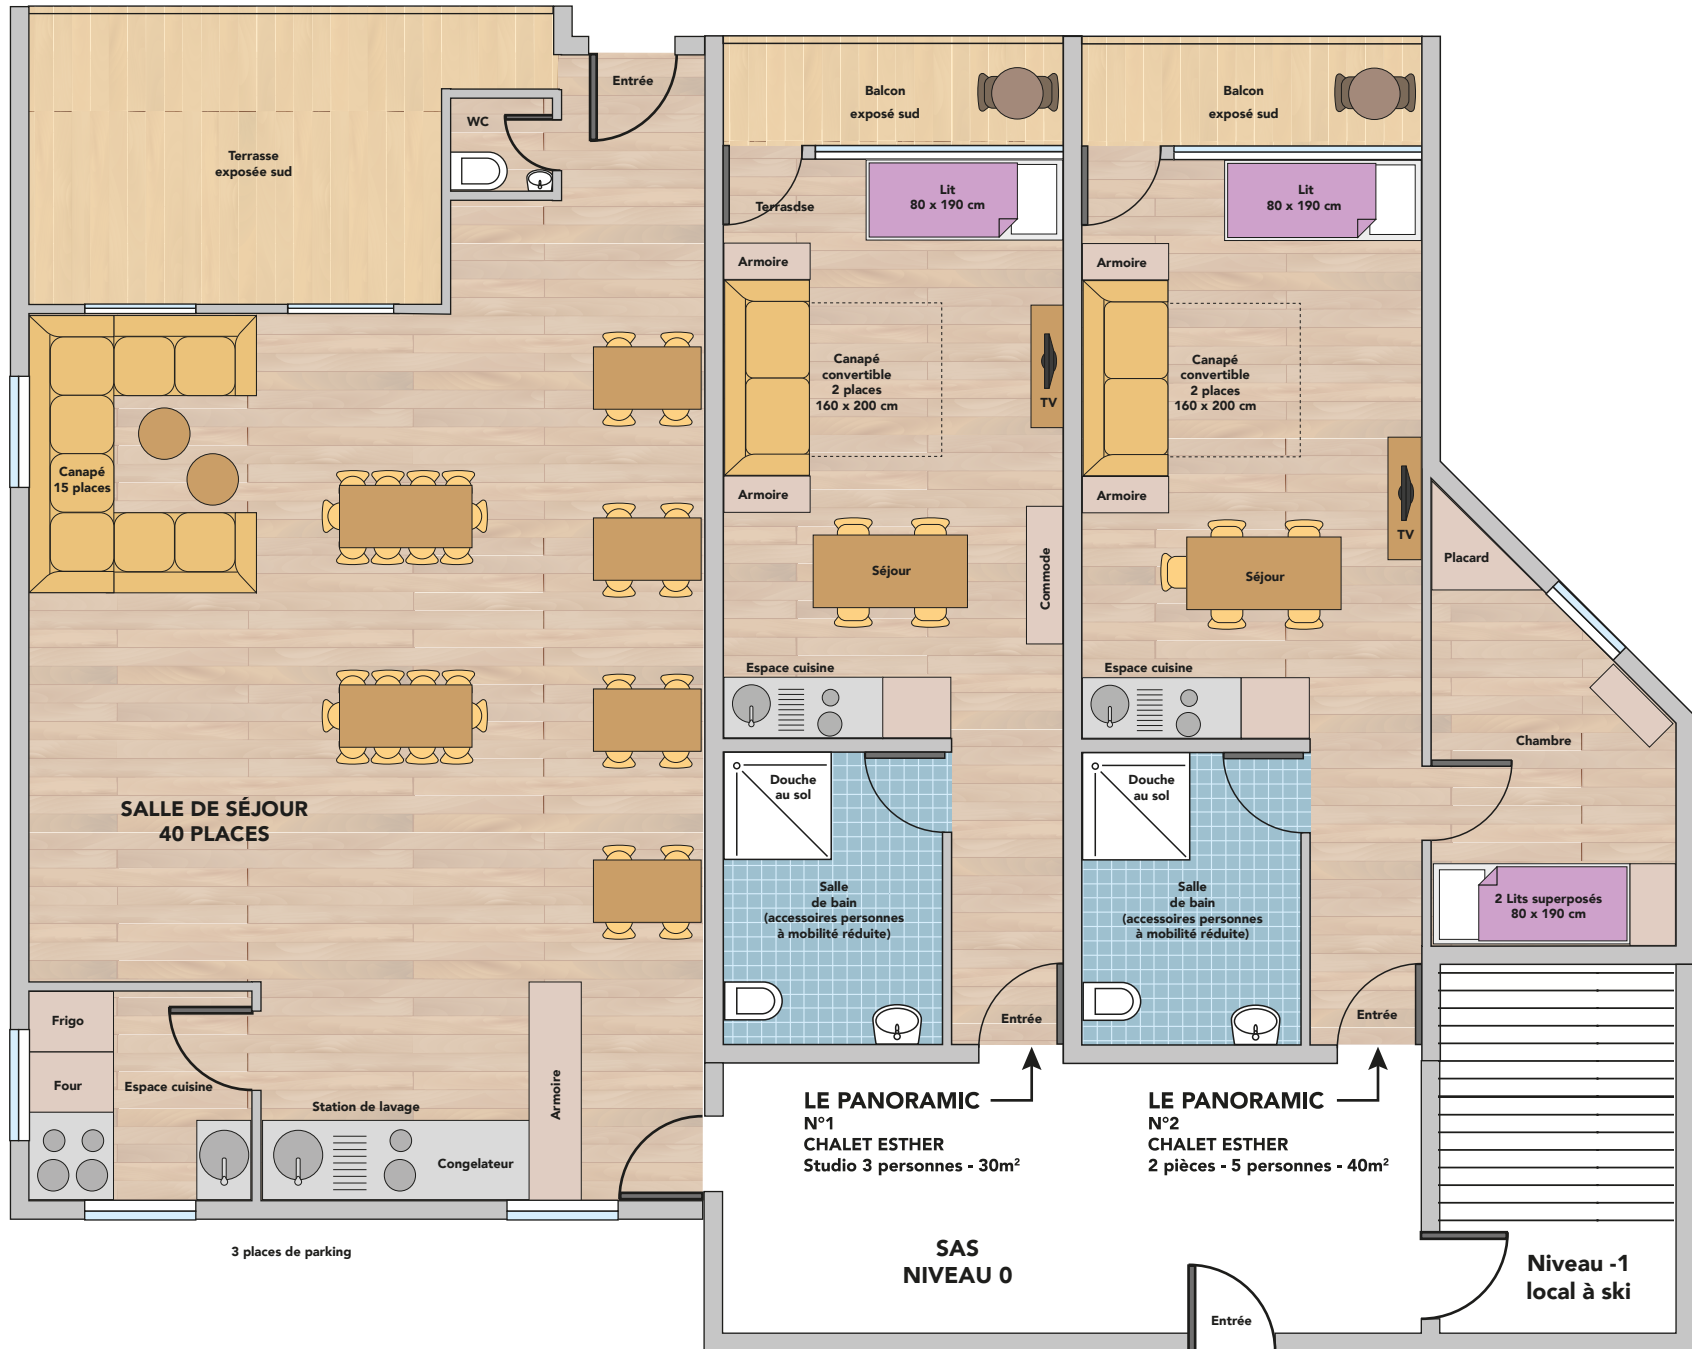 Entrée
WC
Terrasse
exposée sud
Canapé
15 places
SALLE DE SÉJOUR
40 PLACES
Frigo
Four
Espace cuisine
Station de lavage
Congelateur
Armoire
3 places de parking
Balcon
exposé sud
Terrasdse
Lit
80 x 190 cm
Armoire
Canapé
convertible
2 places
160 x 200 cm
TV
Armoire
Séjour
Commode
Espace cuisine
Douche
au sol
Salle
de bain
(accessoires personnes
à mobilité réduite)
Entrée
LE PANORAMIC
N°1
CHALET ESTHER
Studio 3 personnes - 30m²
Balcon
exposé sud
Lit
80 x 190 cm
Armoire
Canapé
convertible
2 places
160 x 200 cm
TV
Armoire
Séjour
Espace cuisine
Douche
au sol
Salle
de bain
(accessoires personnes
à mobilité réduite)
Entrée
Placard
Chambre
2 Lits superposés
80 x 190 cm
LE PANORAMIC
N°2
CHALET ESTHER
2 pièces - 5 personnes - 40m²
SAS
NIVEAU 0
Entrée
Niveau -1
local à ski